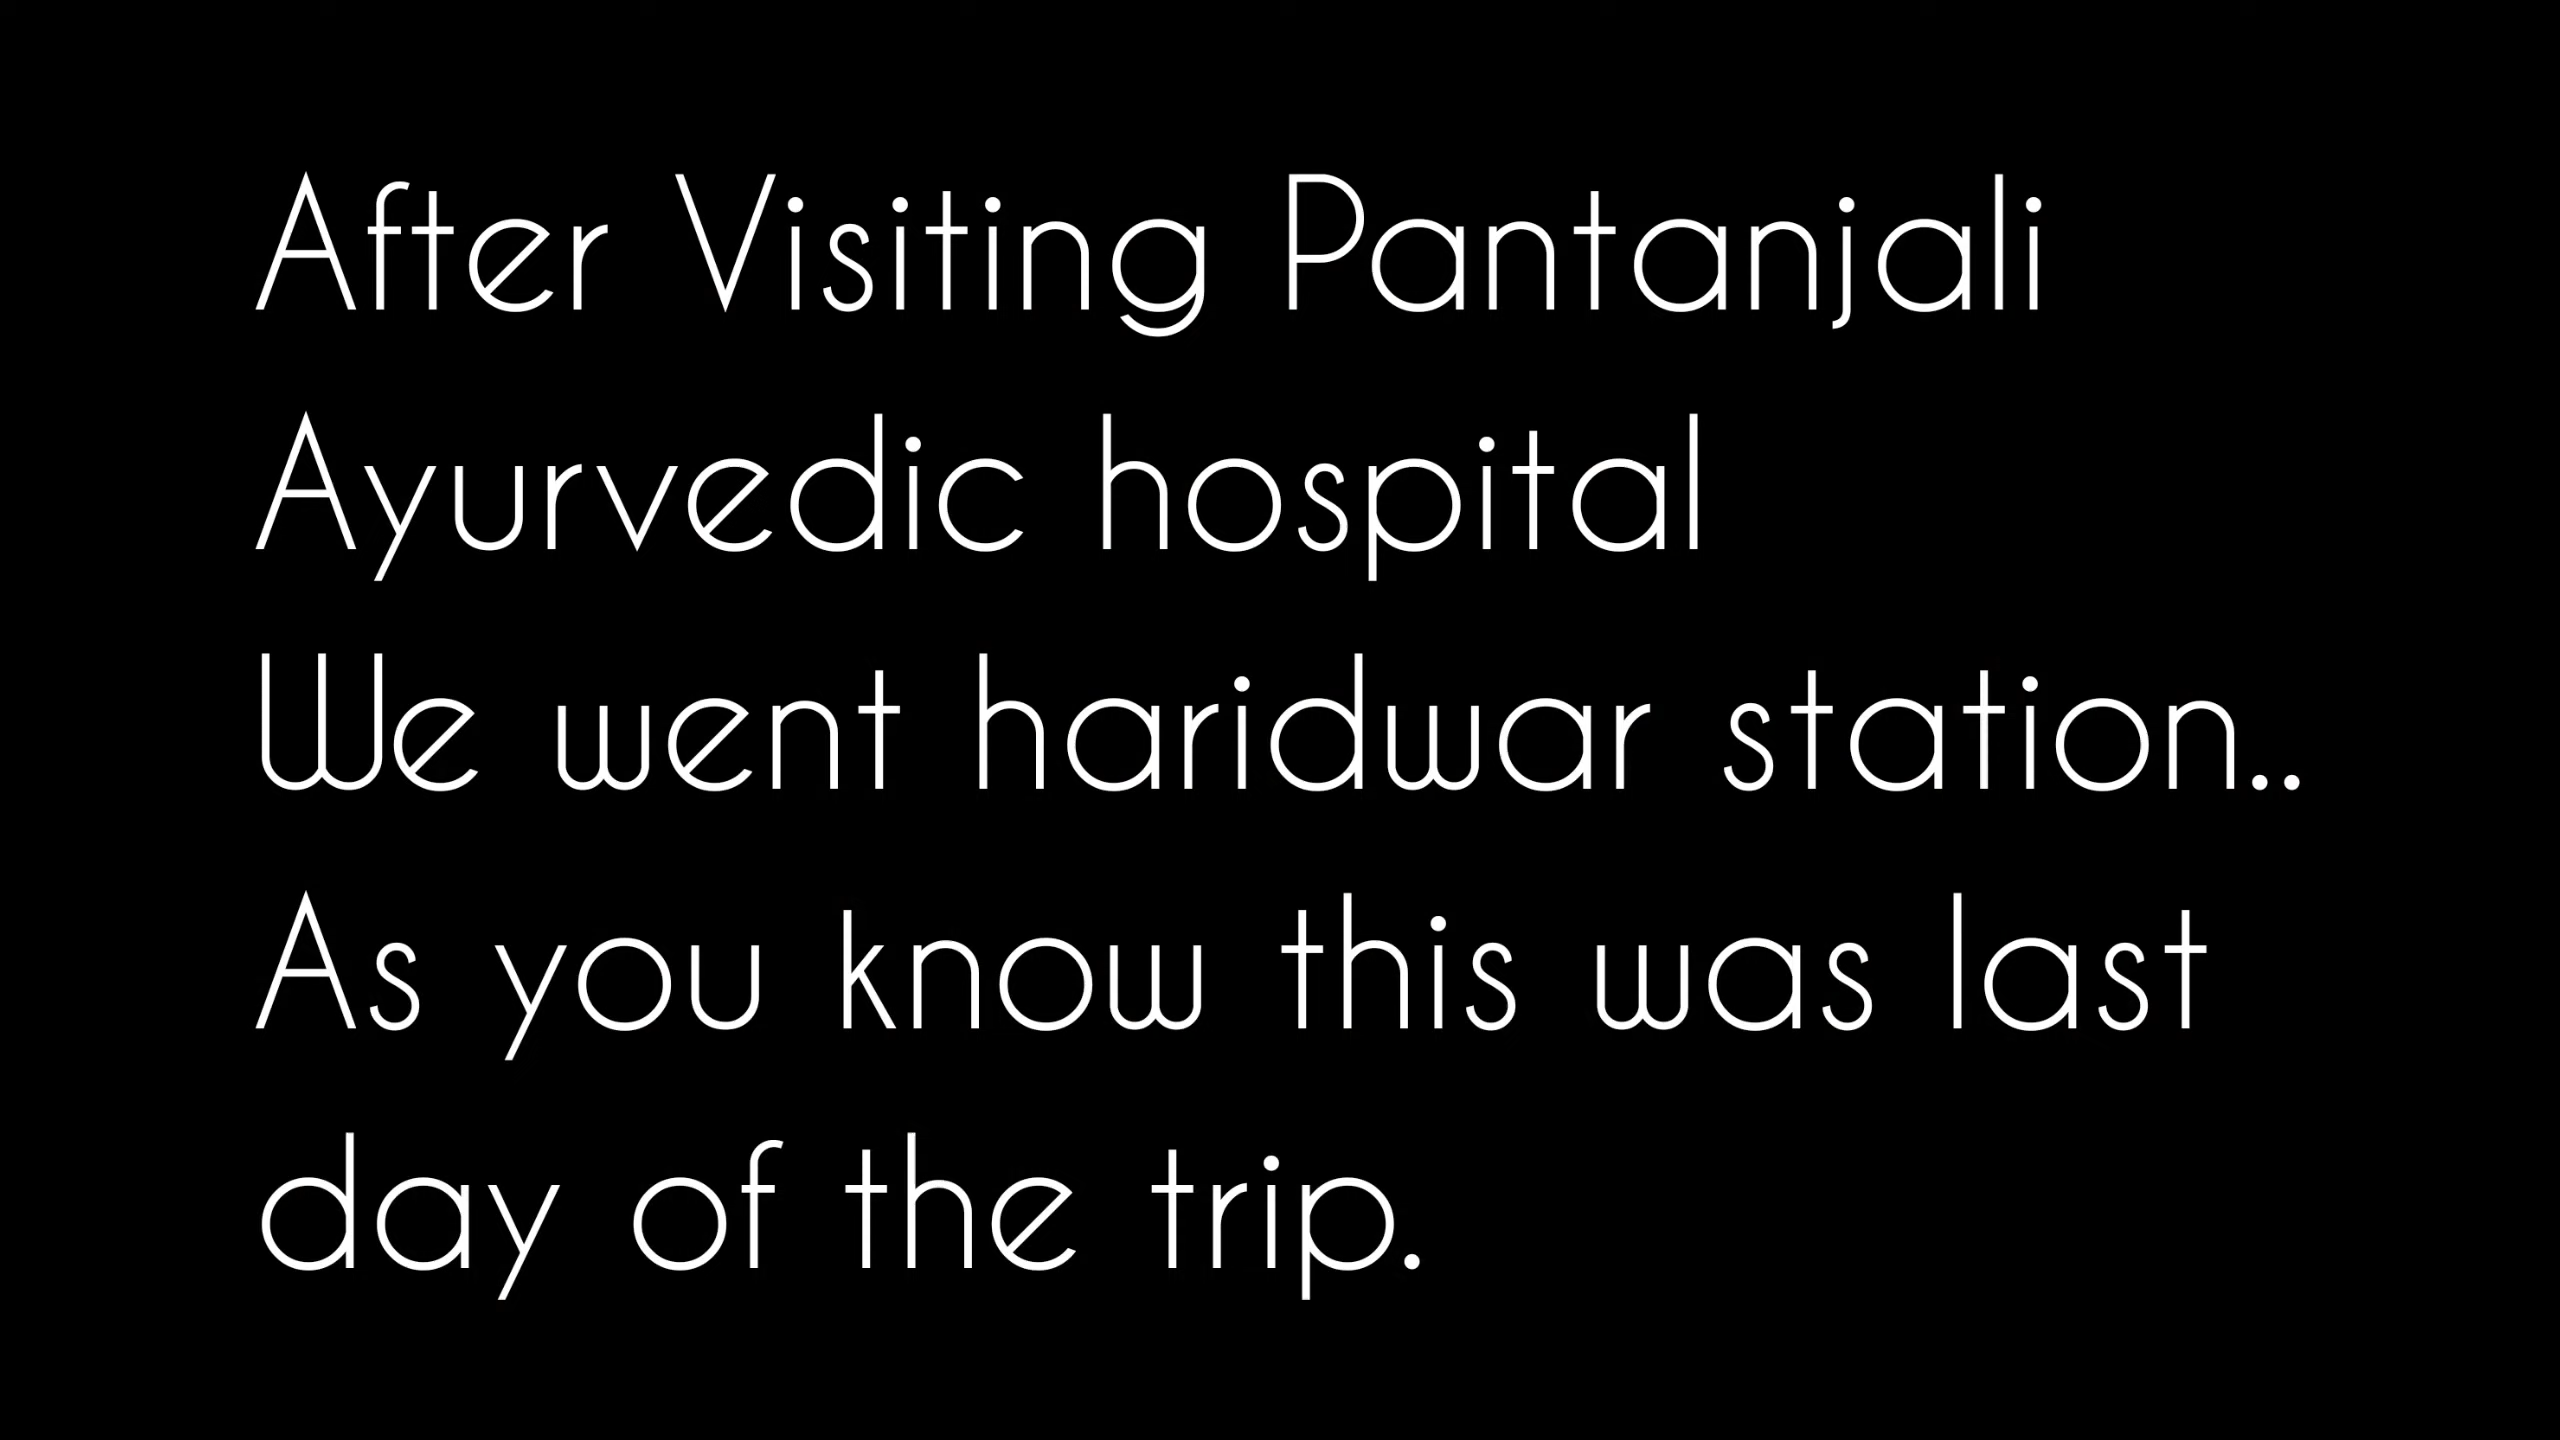 After Visiting Pantanjali
Ayurvedic hospital
We went haridwar station..
As you know this was last
day of the trip.